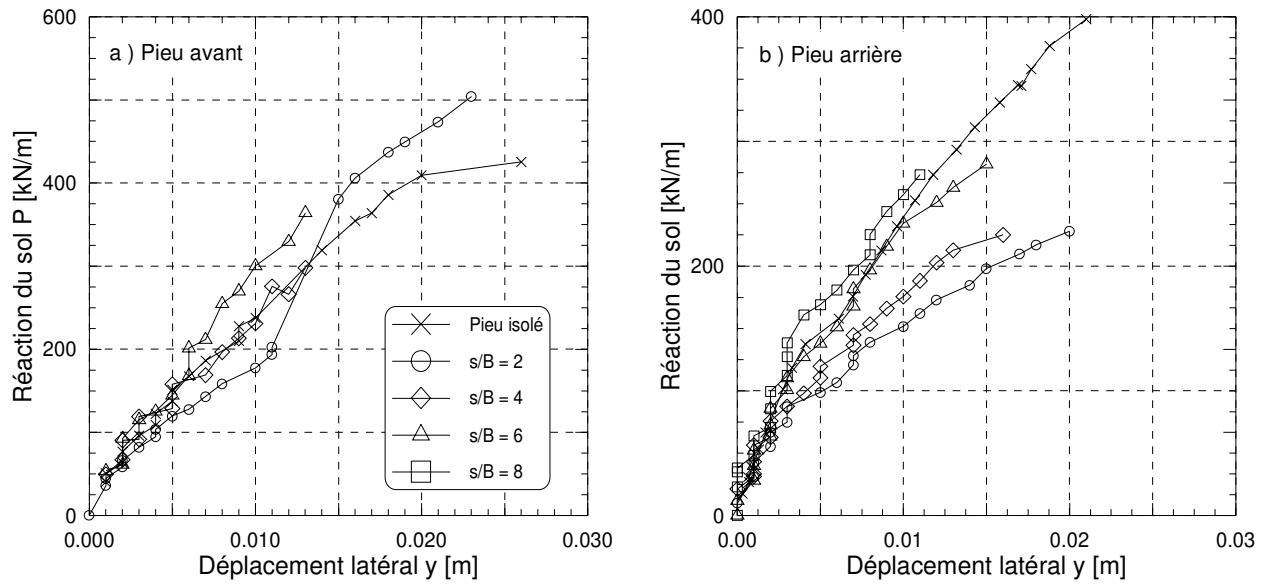 a ) Pieu avant
Réaction du sol P [kN/m]
600
400
200
0
0.000
0.010
0.020
0.030
Déplacement latéral y [m]
Pieu isolé
s/B = 2
s/B = 4
s/B = 6
s/B = 8
b ) Pieu arrière
Réaction du sol [kN/m]
400
200
0
0.00
0.01
0.02
0.03
Déplacement latéral y [m]